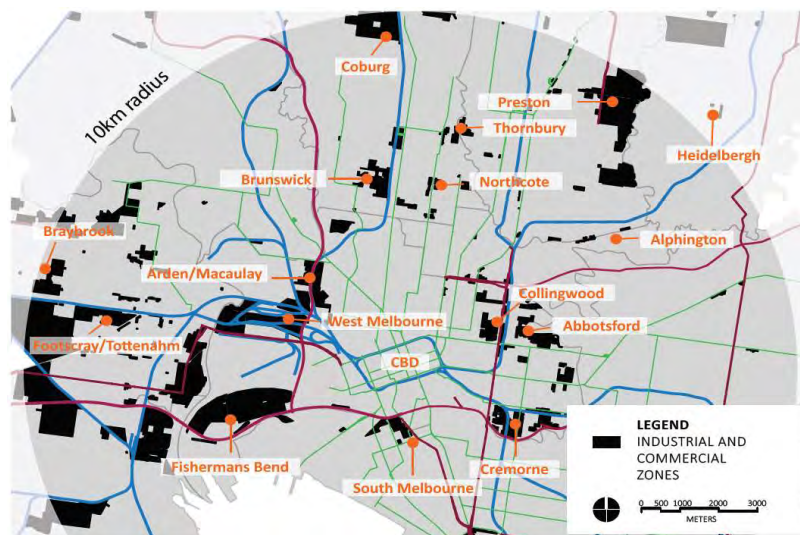 10km radius
Coburg
Preston
Thornbury
Heidelbergh
Brunswick
Northcote
Braybrook
Alphington
Arden/Macaulay
Collingwood
West Melbourne
Abbotsford
Footscray/Tottenahm
CBD
Fishermans Bend
South Melbourne
Cremorne
LEGEND
INDUSTRIAL AND
COMMERCIAL
ZONES
0 500 1000 2000 3000
METERS